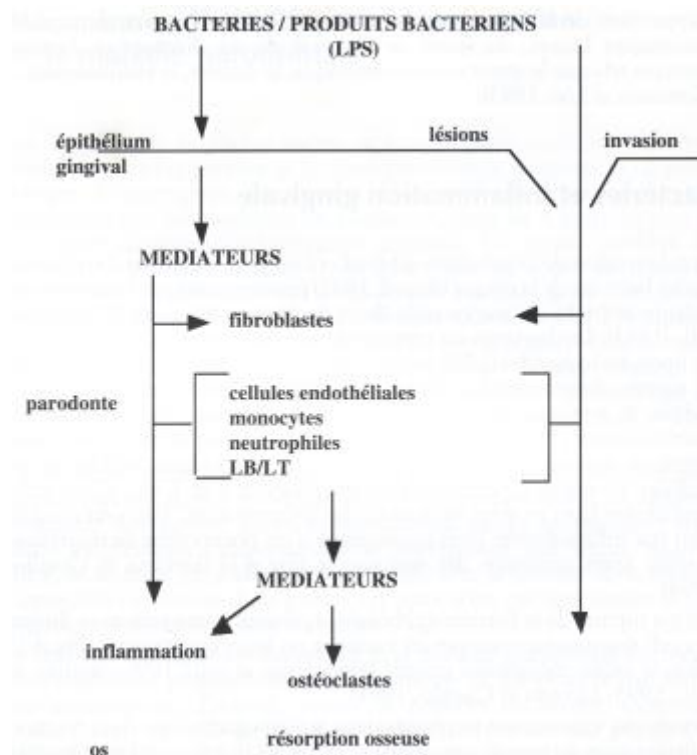 BACTERIES / PRODUITS BACTERIENS
(LPS)
lésions
invasion
épithélium
gingival
MEDIATEURS
fibroblastes
parodonte
cellules endothéliales
monocytes
neutrophiles
LB/LT
MEDIATEURS
inflammation
ostéoclastes
résorption osseuse
os